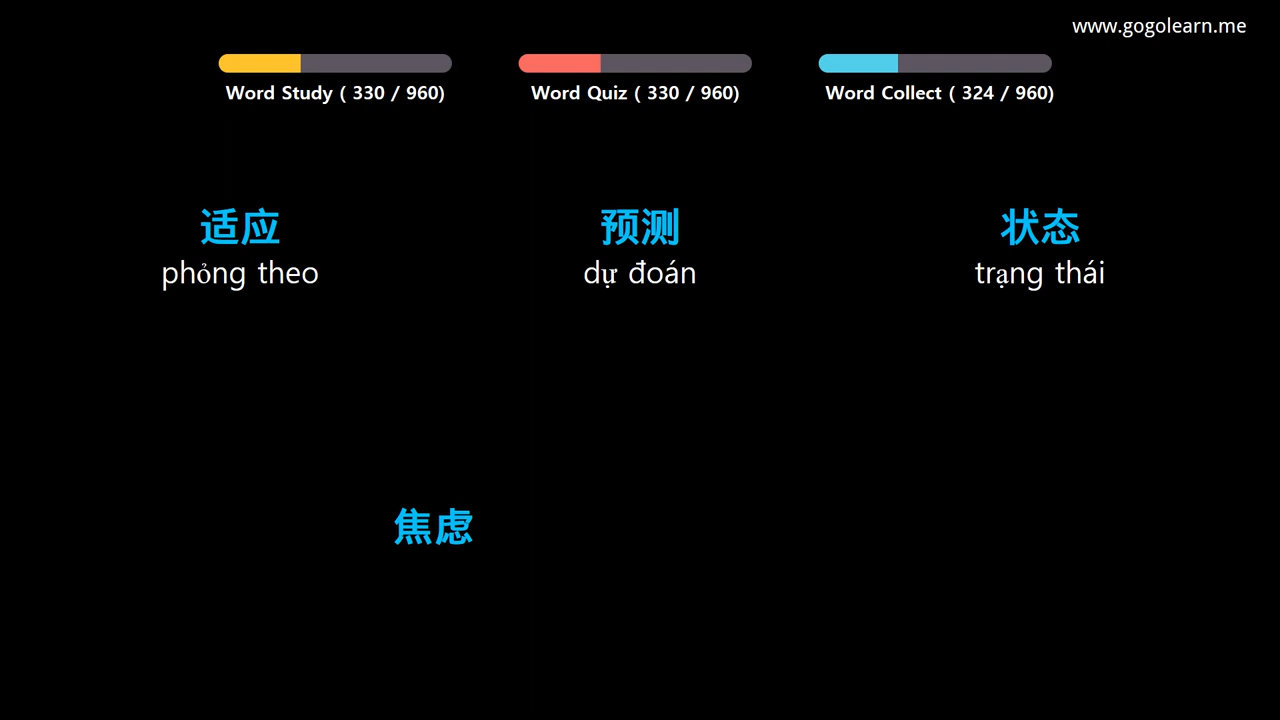 www.gogolearn.me
Word Study ( 330 / 960)
Word Quiz ( 330 / 960)
Word Collect ( 324 / 960)
适应
phỏng theo
预测
dự đoán
状态
trạng thái
焦虑